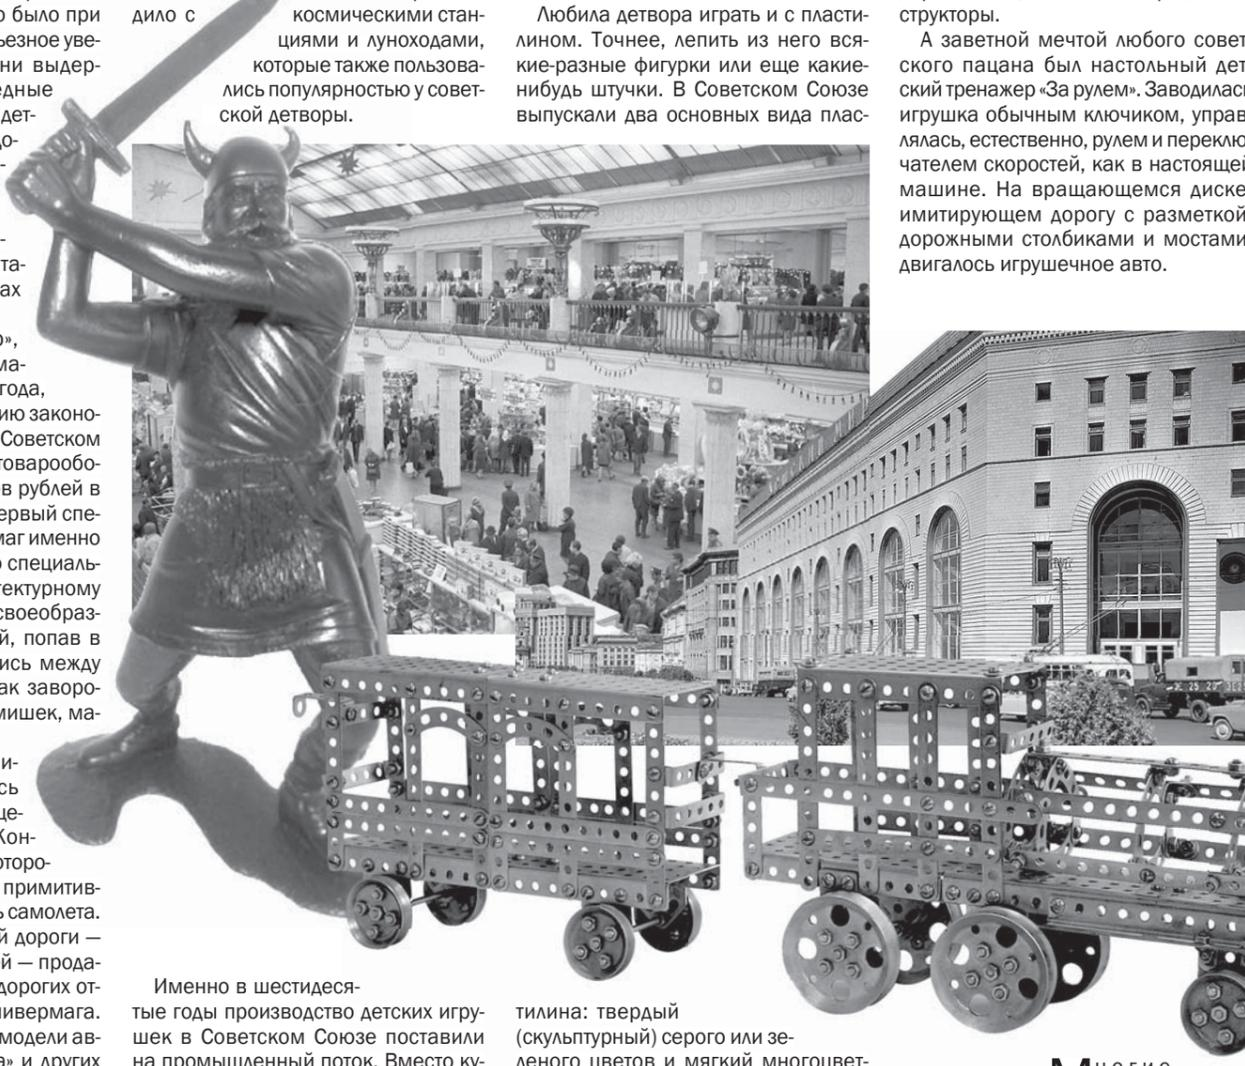 было при
ьезное уве-
ни выдер-
едные
дет-
до-
-
-
та-
ах
о»,
ма-
года,
ию законо-
Советском
товарообо-
в рублей в
ервый спе-
маг именно
о специаль-
тектурному
своеобраз-
й, попав в
ись между
ак заворо-
мишек, ма-
и-
сь
це-
Кон-
оторо-
примитив-
ь самолета.
й дороги —
ей — прода-
дорогих от-
ивермага.
модели ав-
а» и других
дило с
космическими стан-
циями и луноходами,
которые также пользова-
лись популярностью у совет-
ской детворы.
Именно в шестидеся-
тые годы производство детских игру-
шек в Советском Союзе поставили
на промышленный поток. Вместо ку-
Любила детвора играть и с пласти-
лином. Точнее, лепить из него вся-
кие-разные фигурки или еще какие-
нибудь штучки. В Советском Союзе
выпускали два основных вида плас-
тилина: твердый
(скульптурный) серого или зе-
леного цветов и мягкий многоцвет-
структоры.
А заветной мечтой любого совет-
ского пацана был настольный дет
ский тренажер «За рулем». Заводилас
игрушка обычным ключиком, управ
лялась, естественно, рулем и переклю
чателем скоростей, как в настоящей
машине. На вращающемся диске
имитирующем дорогу с разметкой
дорожными столбиками и мостами
двигалось игрушечное авто.
Многие